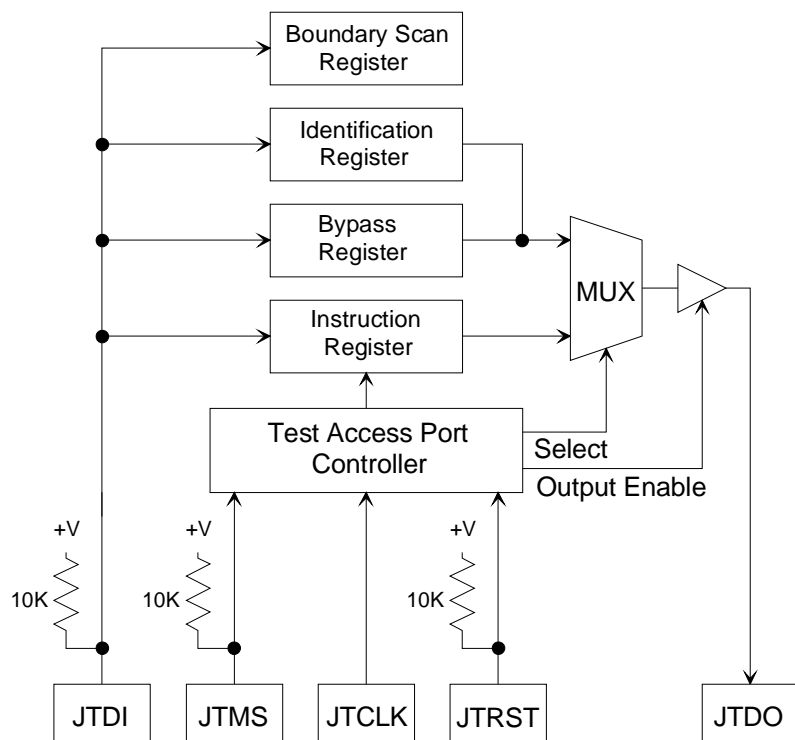 Boundary Scan
Register
Identification
Register
Bypass
Register
MUX
Instruction
Register
Test Access Port
Controller
Select
Output Enable
+V
+V
+V
10K
10K
10K
JTDI
JTMS
JTCLK
JTRST
JTDO